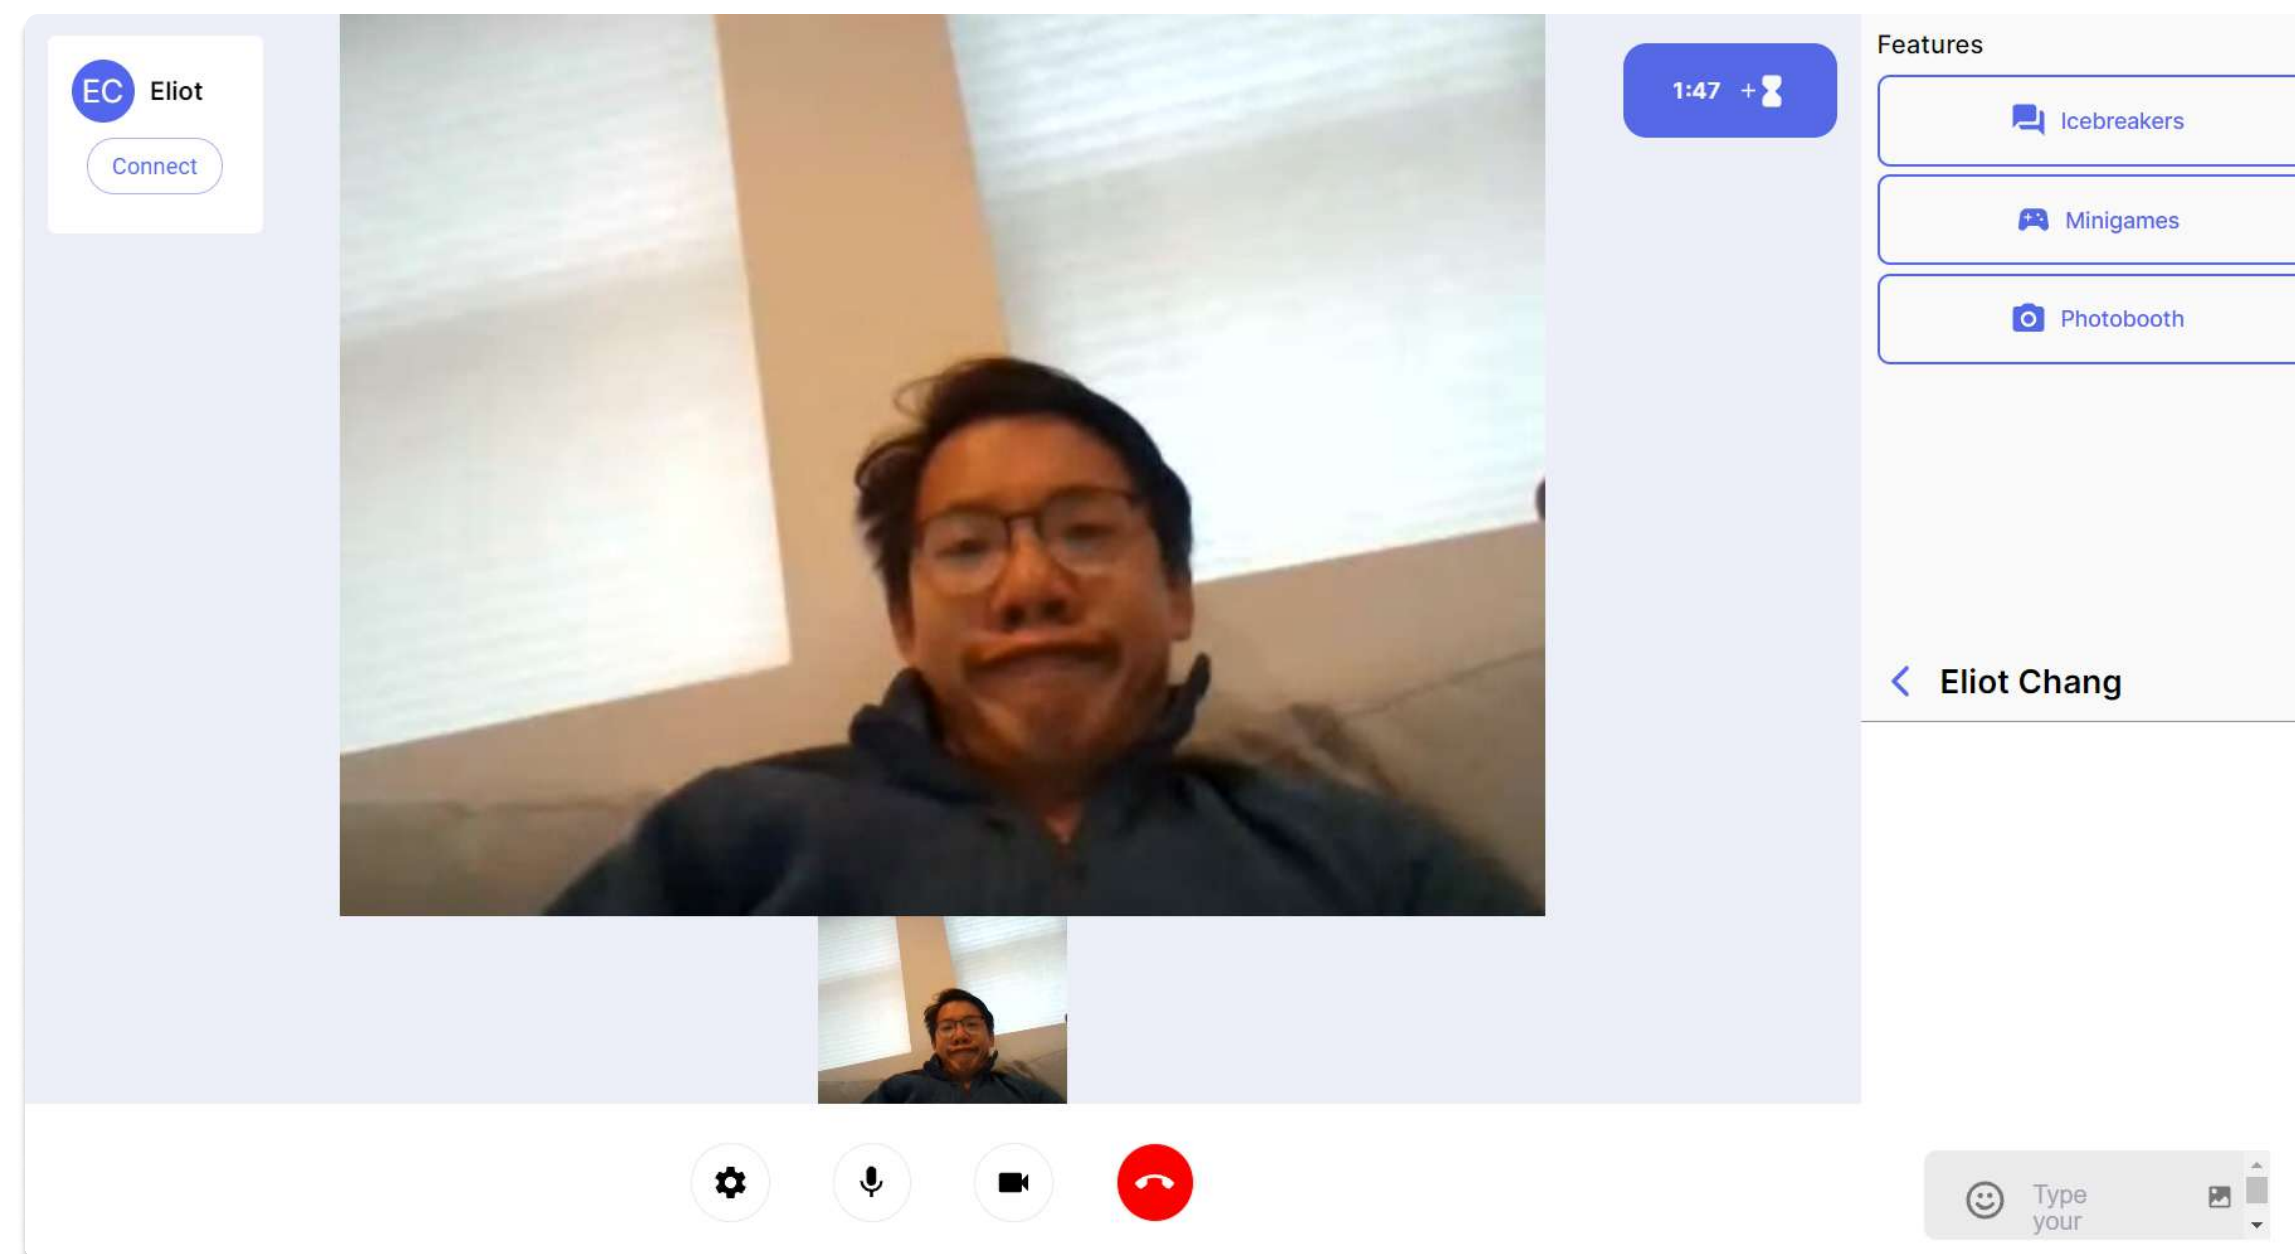 EC Eliot
Connect
1:47 +
Features
Icebreakers
Minigames
Photobooth
Eliot Chang
Type
your